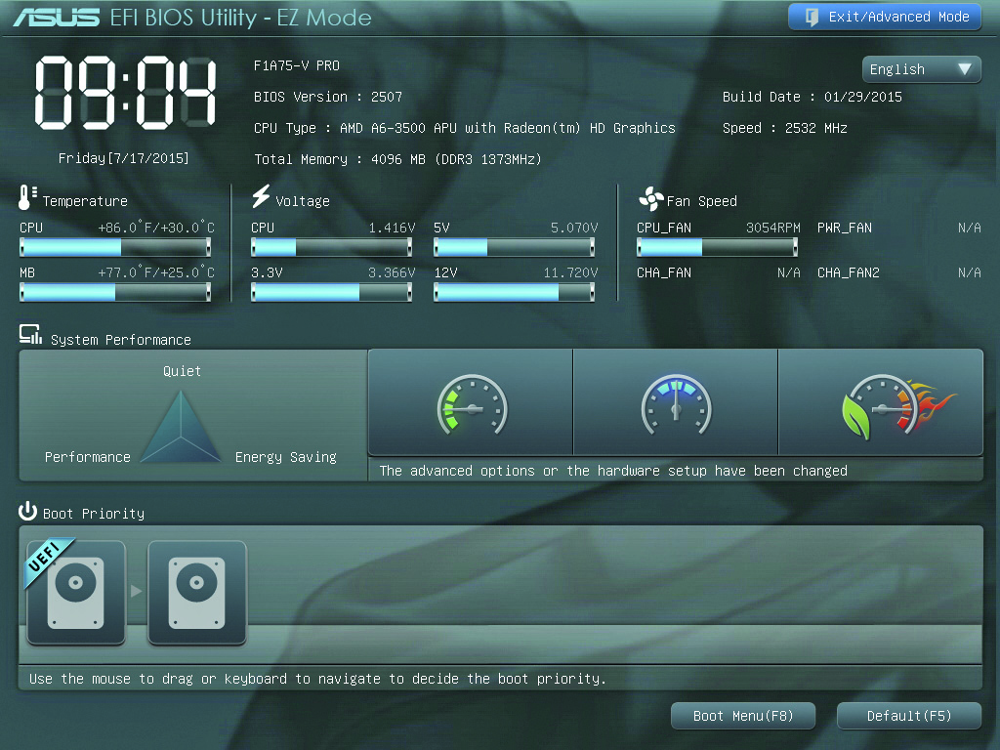 ASUS EFI BIOS Utility - EZ Mode
Exit/Advanced Mode
09:04
Friday[7/17/2015]
F1A75-V PRO
English
BIOS Version : 2507
Build Date : 01/29/2015
CPU Type : AMD A6-3500 APU with Radeon(tm) HD Graphics
Speed : 2532 MHz
Total Memory : 4096 MB (DDR3 1373MHz)
Temperature
CPU +86.0°F/+30.0°C
MB +77.0°F/+25.0°C
Voltage
CPU 1.416V 5V 5.070V
3.3V 3.366V 12V 11.720V
Fan Speed
CPU_FAN 3054RPM PWR_FAN N/A
CHA_FAN N/A CHA_FAN2 N/A
System Performance
Quiet
Performance Energy Saving
The advanced options or the hardware setup have been changed
Boot Priority
UEFI
Use the mouse to drag or keyboard to navigate to decide the boot priority.
Boot Menu(F8) Default(F5)